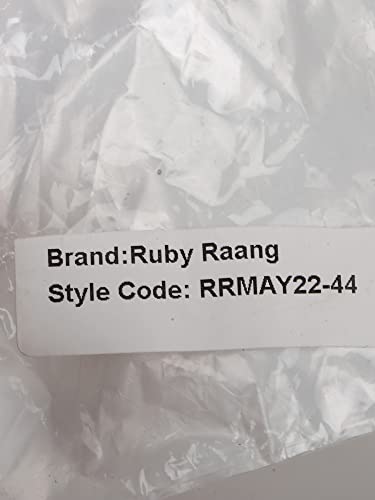 Brand:Ruby Raang
Style Code: RRMAY22-44